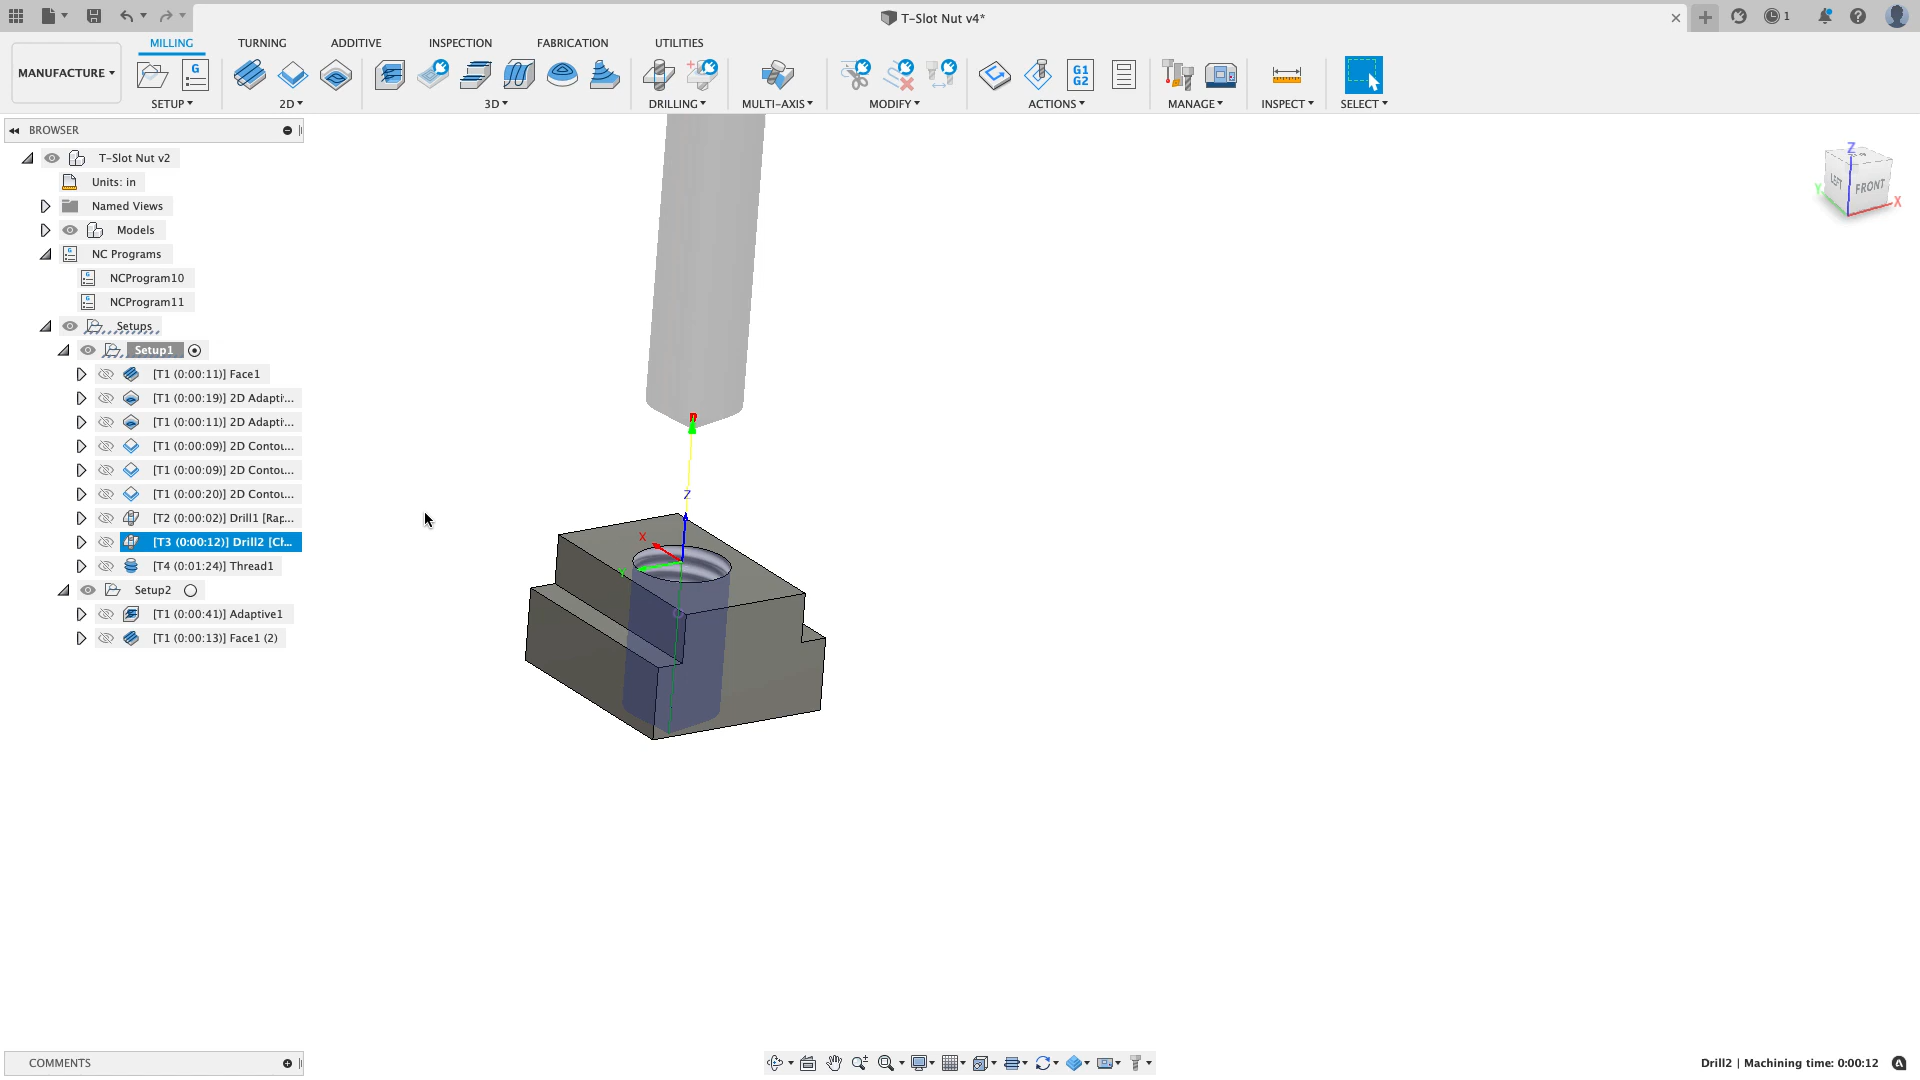 T-Slot Nut v4*
1
MANUFACTURE
MILLING
TURNING
ADDITIVE
INSPECTION
FABRICATION
UTILITIES
G
G1
G2
SETUP
2D
3D
DRILLING
MULTI-AXIS
MODIFY
ACTIONS
MANAGE
INSPECT
SELECT
BROWSER
T-Slot Nut v2
Units: in
Named Views
Models
NC Programs
NCProgram10
NCProgram11
Setups
Setup1
[T1 (0:00:11)] Face1
[T1 (0:00:19)] 2D Adapti...
[T1 (0:00:11)] 2D Adapti...
[T1 (0:00:09)] 2D Contou...
[T1 (0:00:09)] 2D Contou...
[T1 (0:00:20)] 2D Contou...
[T2 (0:00:02)] Drill1 [Rap...
[T3 (0:00:12)] Drill2 [Ch...
[T4 (0:01:24)] Thread1
Setup2
[T1 (0:00:41)] Adaptive1
[T1 (0:00:13)] Face1 (2)
Z
X
Y
Z
LEFT
FRONT
Y
X
COMMENTS
Drill2 | Machining time: 0:00:12